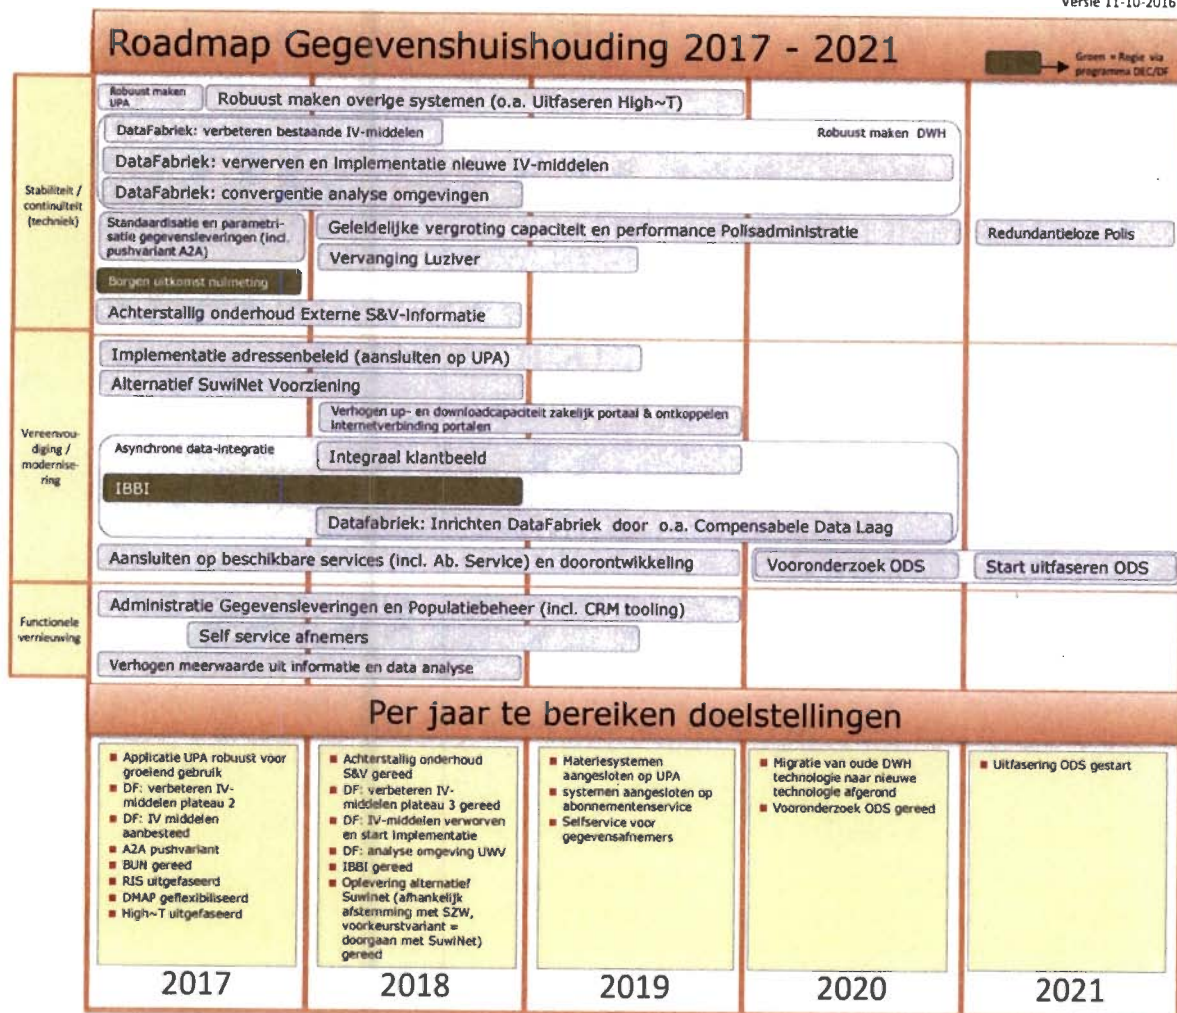 Versie 11-10-2016
Roadmap Gegevenshuishouding 2017 - 2021
Groen = Regie via
programma DEC/DF
Stabiliteit /
continuïteit
(techniek)
Robuust maken
UPA
Robuust maken overige systemen (o.a. Uitfaseren High~T)
DataFabriek: verbeteren bestaande IV-middelen
Robuust maken DWH
DataFabriek: verwerven en Implementatie nieuwe IV-middelen
DataFabriek: convergentie analyse omgevingen
Standaardisatie en parametri-
satie gegevensleveringen (incl.
pushvariant A2A)
Geleidelijke vergroting capaciteit en performance Polisadministratie
Redundantieloze Polis
Vervanging Luziver
Borgen uitkomst nulmeting
Achterstallig onderhoud Externe S&V-Informatie
Vereenvou-
diging /
modernise-
ring
Implementatie adressenbeleid (aansluiten op UPA)
Alternatief SuwiNet Voorziening
Verhogen up- en downloadcapaciteit zakelijk portaal & ontkoppelen
Internetverbinding portalen
Asynchrone data-integratie
Integraal klantbeeld
IBBI
Datafabriek: Inrichten DataFabriek door o.a. Compensabele Data Laag
Aansluiten op beschikbare services (incl. Ab. Service) en doorontwikkeling
Vooronderzoek ODS
Start uitfaseren ODS
Functionele
vernieuwing
Administratie Gegevensleveringen en Populatiebeheer (incl. CRM tooling)
Self service afnemers
Verhogen meerwaarde uit informatie en data analyse
Per jaar te bereiken doelstellingen
Applicatie UPA robuust voor
groeiend gebruik
DF: verbeteren IV-
middelen plateau 2
DF: IV middelen
aanbesteed
A2A pushvariant
BUN gereed
RIS uitgefaseerd
DMAP geflexibiliseerd
High~T uitgefaseerd
2017
Achterstallig onderhoud
S&V gereed
DF: verbeteren IV-
middelen plateau 3 gereed
DF: IV-middelen verworven
en start Implementatie
DF: analyse omgeving UWV
IBBI gereed
Oplevering alternatief
Suwinet (afhankelijk
afstemming met SZW,
voorkeurstvariant =
doorgaan met SuwiNet)
gereed
2018
Materiesystemen
aangesloten op UPA
systemen aangesloten op
abonnementenservice
Selfservice voor
gegevensafnemers
2019
Migratie van oude DWH
technologie naar nieuwe
technologie afgerond
Vooronderzoek ODS gereed
2020
Uitfasering ODS gestart
2021